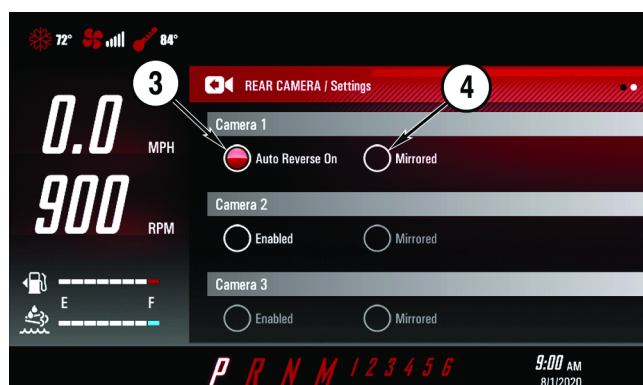 72° 84°
3 4
REAR CAMERA / Settings
Camera 1
0.0 MPH
Auto Reverse On Mirrored
Camera 2
900 RPM
Enabled Mirrored
Camera 3
E F
Enabled Mirrored
P R N M 1 2 3 4 5 6
9:00 AM
8/1/2020